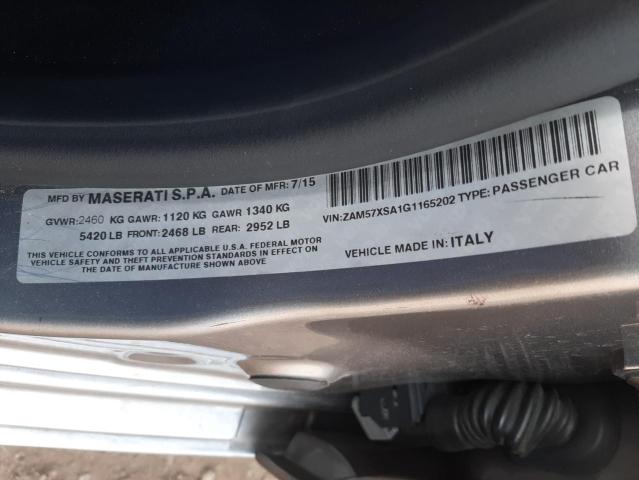 MFD BY MASERATI S.P.A. DATE OF MFR: 7/15
GVWR:2460 KG GAWR: 1120 KG GAWR 1340 KG
5420 LB FRONT: 2468 LB REAR: 2952 LB
THIS VEHICLE CONFORMS TO ALL APPLICABLE U.S.A. FEDERAL MOTOR
VEHICLE SAFETY AND THEFT PREVENTION STANDARDS IN EFFECT ON
THE DATE OF MANUFACTURE SHOWN ABOVE
VIN:ZAM57XSA1G1165202 TYPE: PASSENGER CAR
VEHICLE MADE IN: ITALY